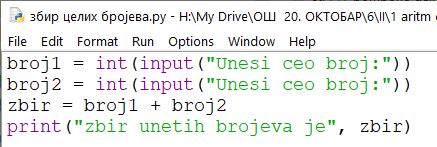 збир целих бројева.py - H:\My Drive\ОШ  20. ОКТОБАР\6\II\1 aritm
File Edit Format Run Options Window Help
broj1 = int(input("Unesi ceo broj:"))
broj2 = int(input("Unesi ceo broj:"))
zbir = broj1 + broj2
print("zbir unetih brojeva je", zbir)